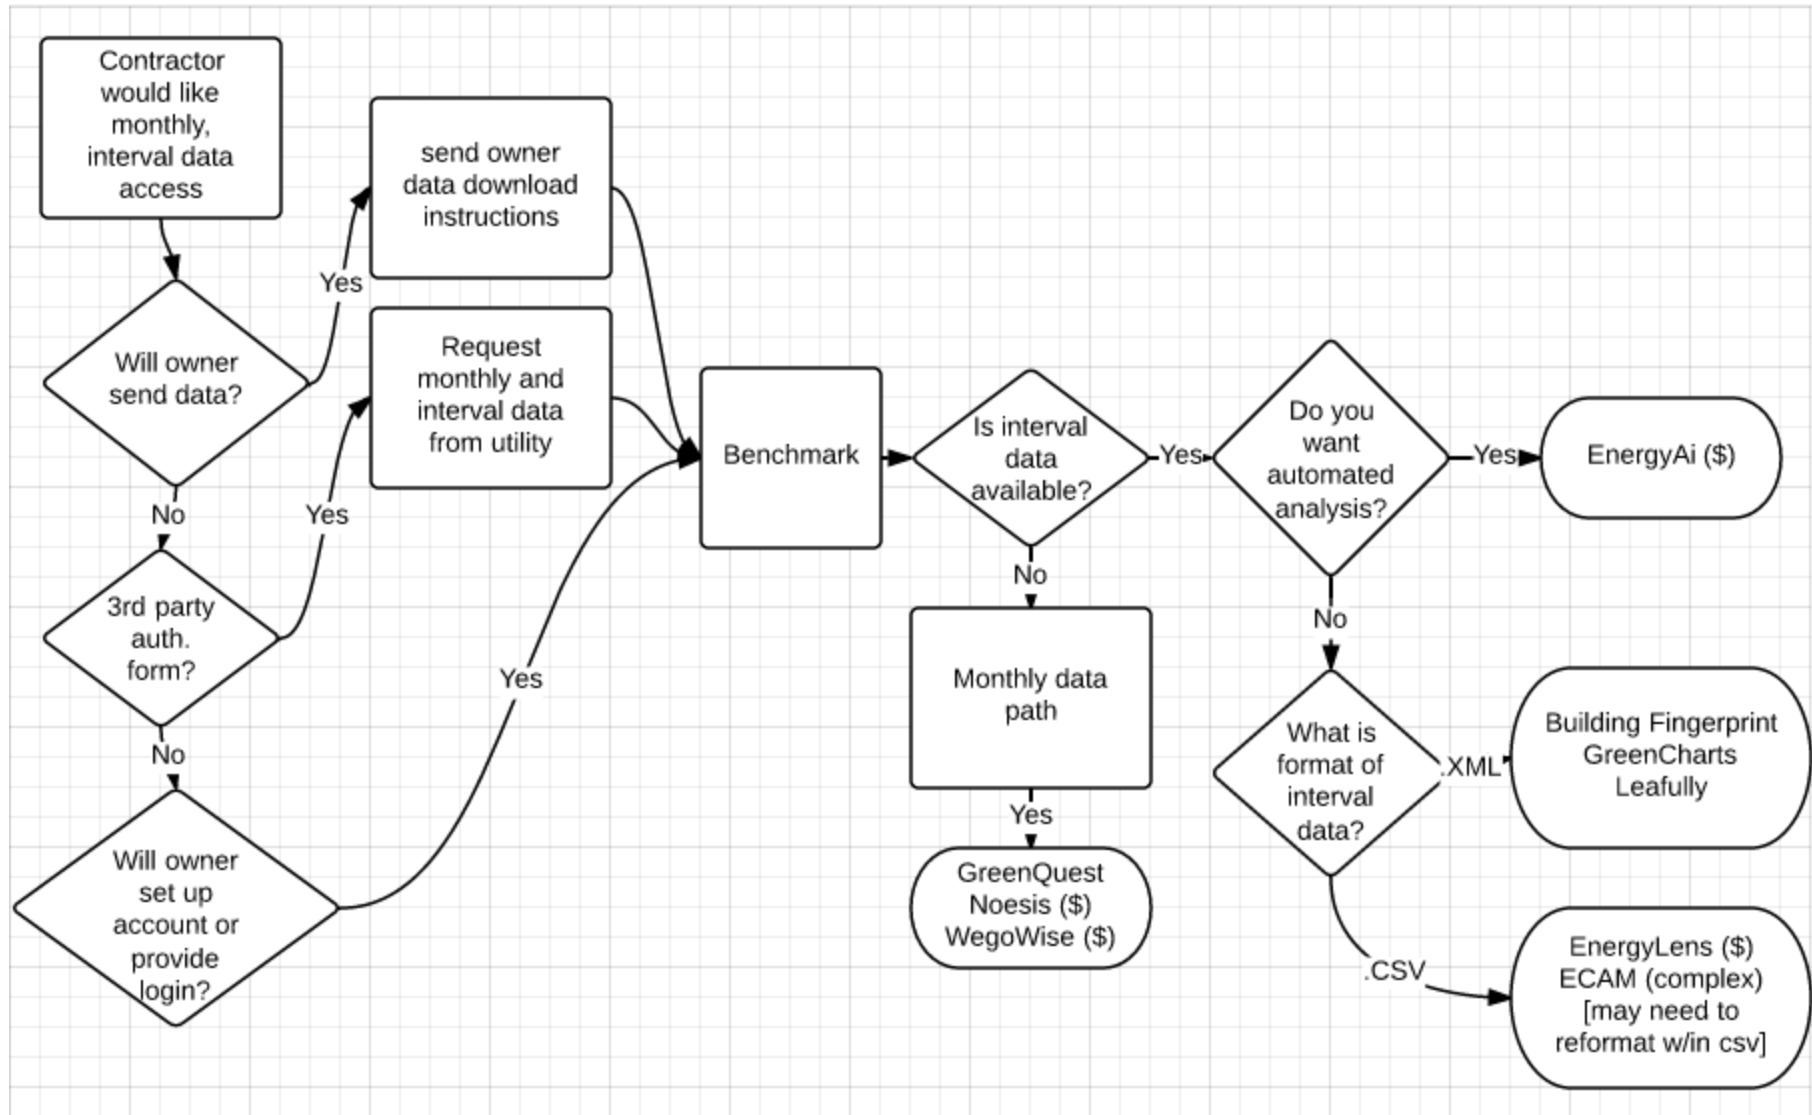 Contractor
would like
monthly,
interval data
access
send owner
data download
instructions
Yes
Will owner
send data?
Request
monthly and
interval data
from utility
No
Yes
3rd party
auth.
form?
No
Will owner
set up
account or
provide
login?
Yes
Benchmark
Is interval
data
available?
Yes
Do you
want
automated
analysis?
Yes
EnergyAi ($)
No
Monthly data
path
Yes
GreenQuest
Noesis ($)
WegoWise ($)
No
What is
format of
interval
data?
.XML
Building Fingerprint
GreenCharts
Leafully
.CSV
EnergyLens ($)
ECAM (complex)
[may need to
reformat w/in csv]